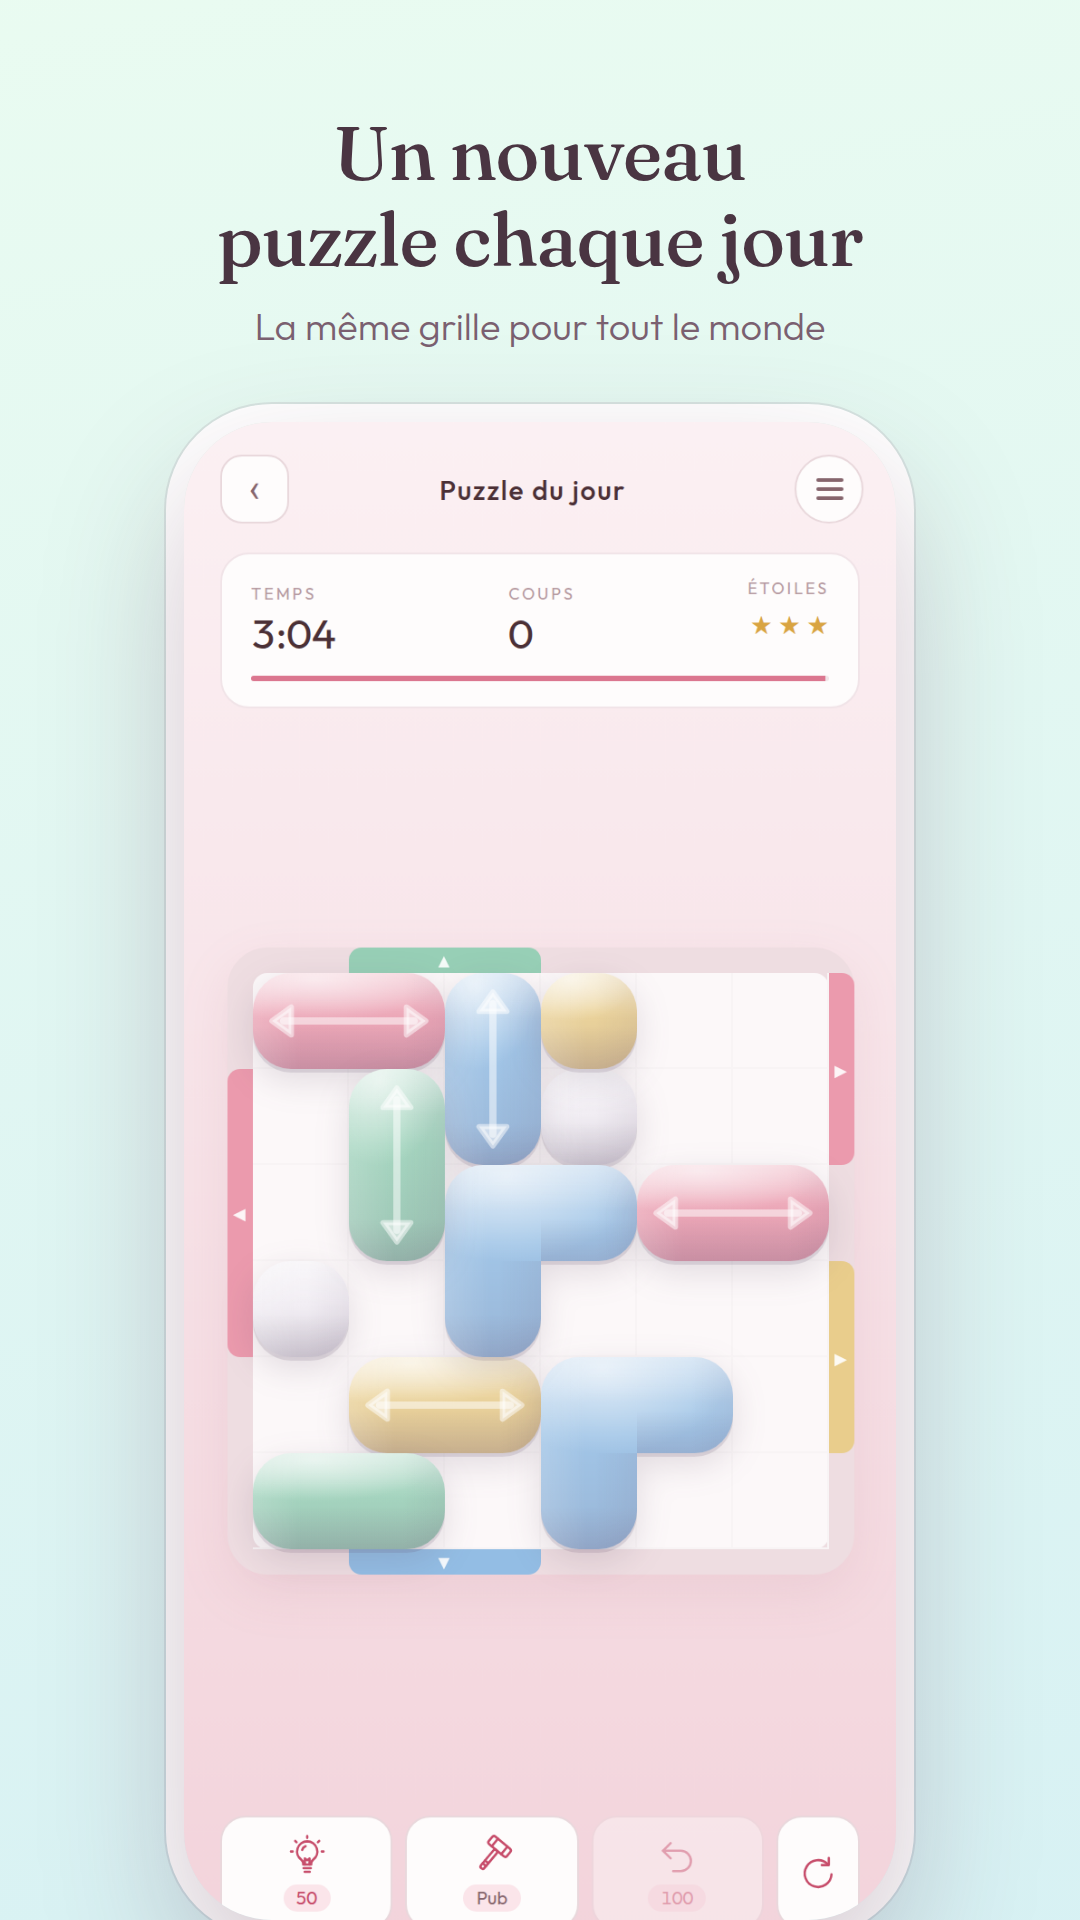 Un nouveau
puzzle chaque jour
La même grille pour tout le monde
Puzzle du jour
TEMPS COUPS ÉTOILES
3:04 0
50 Pub 100